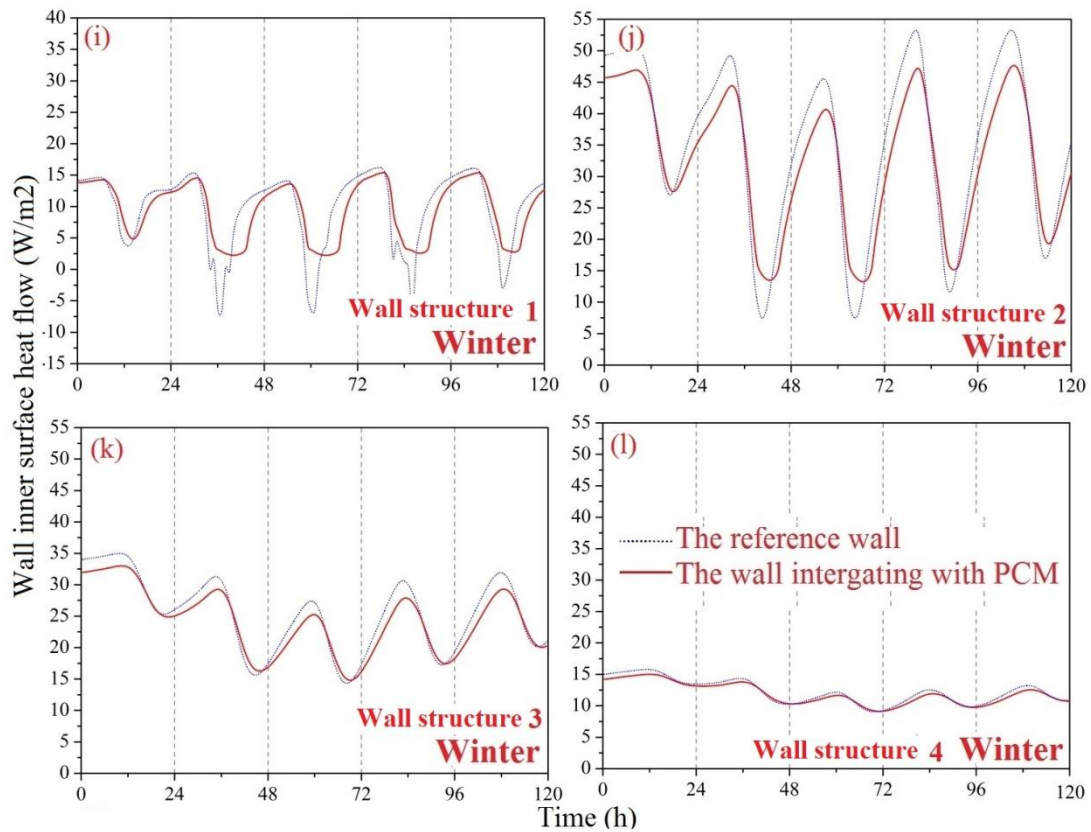 Wall inner surface heat flow (W/m2)
(i)
40
35
30
25
20
15
10
5
0
-5
-10
-15
Wall structure 1
Winter
0 24 48 72 96 120
(j)
55
50
45
40
35
30
25
20
15
10
5
0
Wall structure 2
Winter
0 24 48 72 96 120
(k)
55
50
45
40
35
30
25
20
15
10
5
0
Wall structure 3
Winter
0 24 48 72 96 120
(l)
55
50
45
40
35
30
25
20
15
10
5
0
The reference wall
The wall intergating with PCM
Wall structure 4 Winter
0 24 48 72 96 120
Time (h)